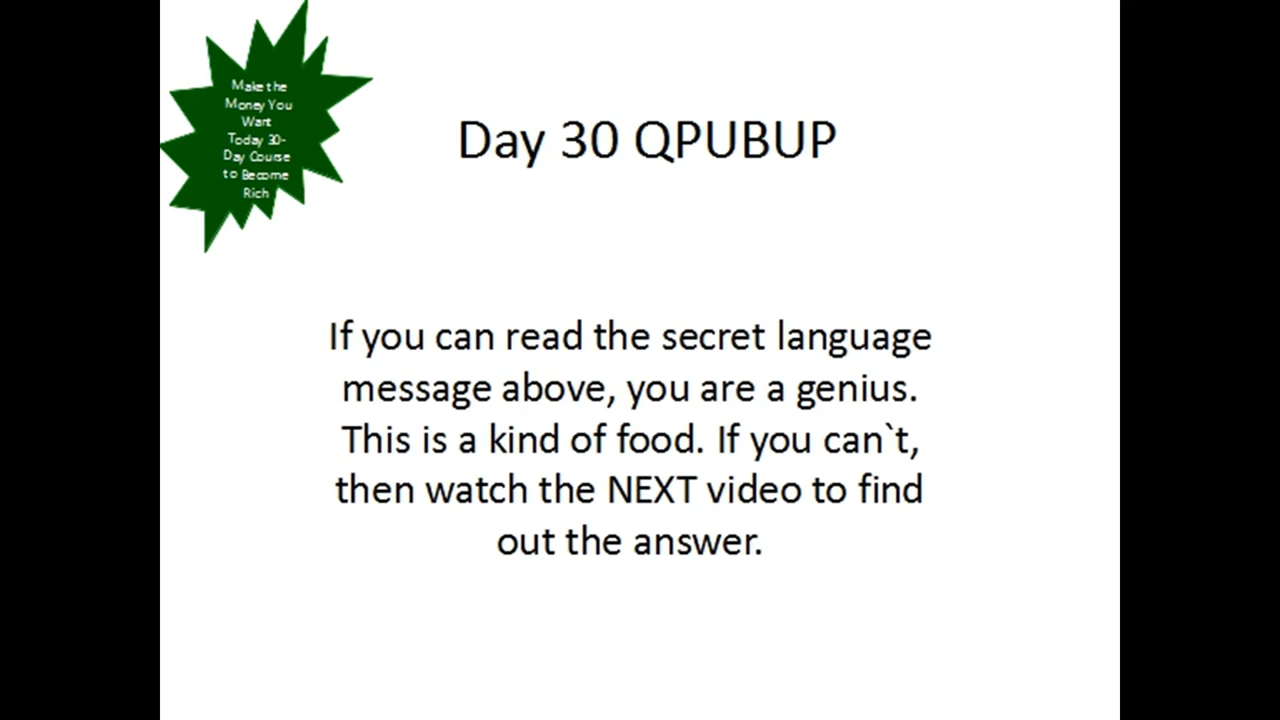 Make the
Money You
Want
Today 30-
Day Course
to Become
Rich
Day 30 QPUBUP
If you can read the secret language
message above, you are a genius.
This is a kind of food. If you can`t,
then watch the NEXT video to find
out the answer.